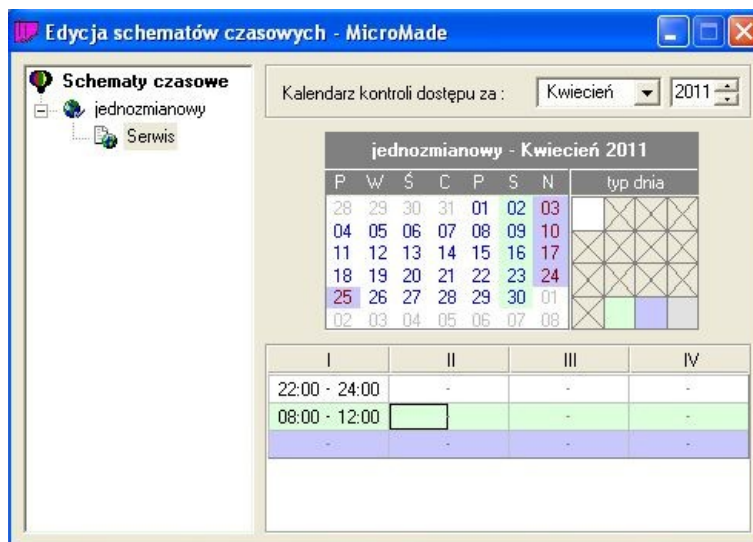 Edycja schematów czasowych - MicroMade
Schematy czasowe
jednozmianowy
Serwis
Kalendarz kontroli dostępu za :
Kwiecień
2011
jednozmianowy - Kwiecień 2011
P W Ś C P S N typ dnia
28 29 30 31 01 02 03
04 05 06 07 08 09 10
11 12 13 14 15 16 17
18 19 20 21 22 23 24
25 26 27 28 29 30 01
02 03 04 05 06 07 08
I II III IV
22:00 - 24:00 - - -
08:00 - 12:00 - - -
- - - -